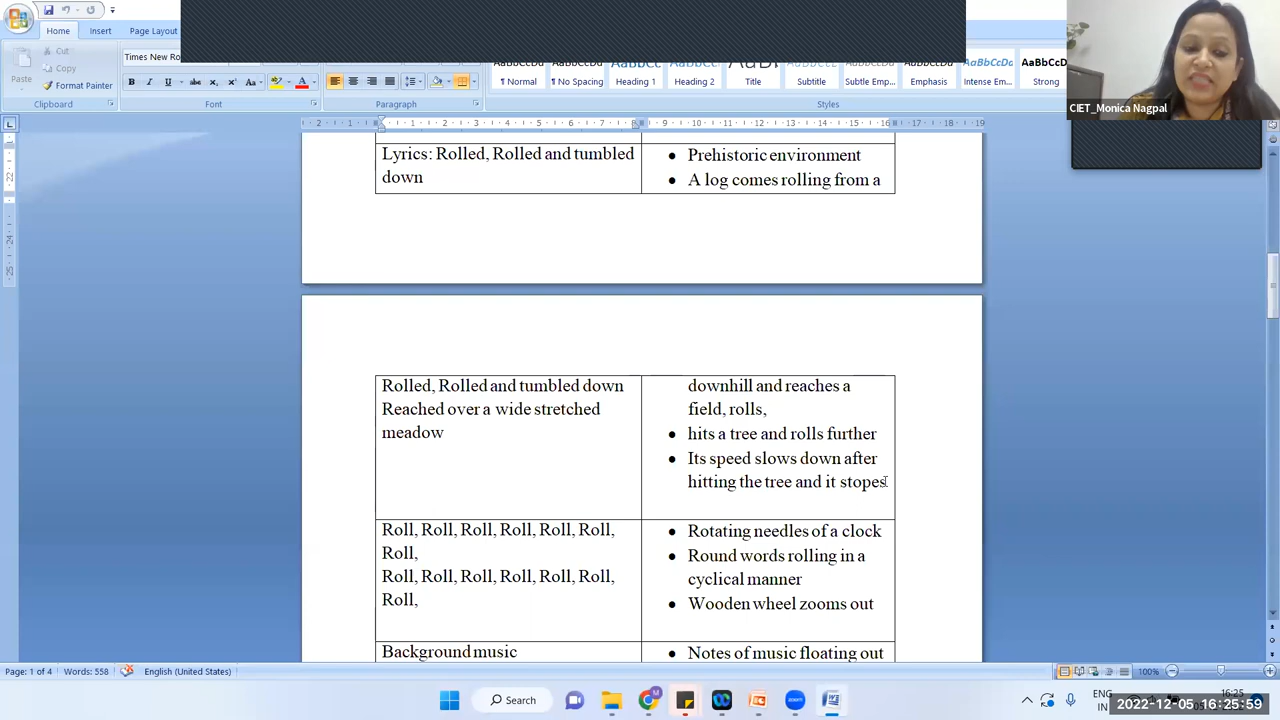 Home Insert Page Layout
Cut
Copy
Paste
Format Painter
Clipboard
Times New Ro
Font
Paragraph
¶ Normal ¶ No Spacing Heading 1 Heading 2 Title Subtitle Subtle Emp... Emphasis Intense Em... Strong
Styles
CIET_Monica Nagpal
Lyrics: Rolled, Rolled and tumbled
down
• Prehistoric environment
• A log comes rolling from a
Rolled, Rolled and tumbled down
Reached over a wide stretched
meadow
downhill and reaches a
field, rolls,
• hits a tree and rolls further
• Its speed slows down after
hitting the tree and it stopes
Roll, Roll, Roll, Roll, Roll, Roll,
Roll,
Roll, Roll, Roll, Roll, Roll, Roll,
Roll,
• Rotating needles of a clock
• Round words rolling in a
cyclical manner
• Wooden wheel zooms out
Background music
• Notes of music floating out
Page: 1 of 4 Words: 558 English (United States) 100%
Search
ENG
IN
16:25
2022-12-05 16:25:59